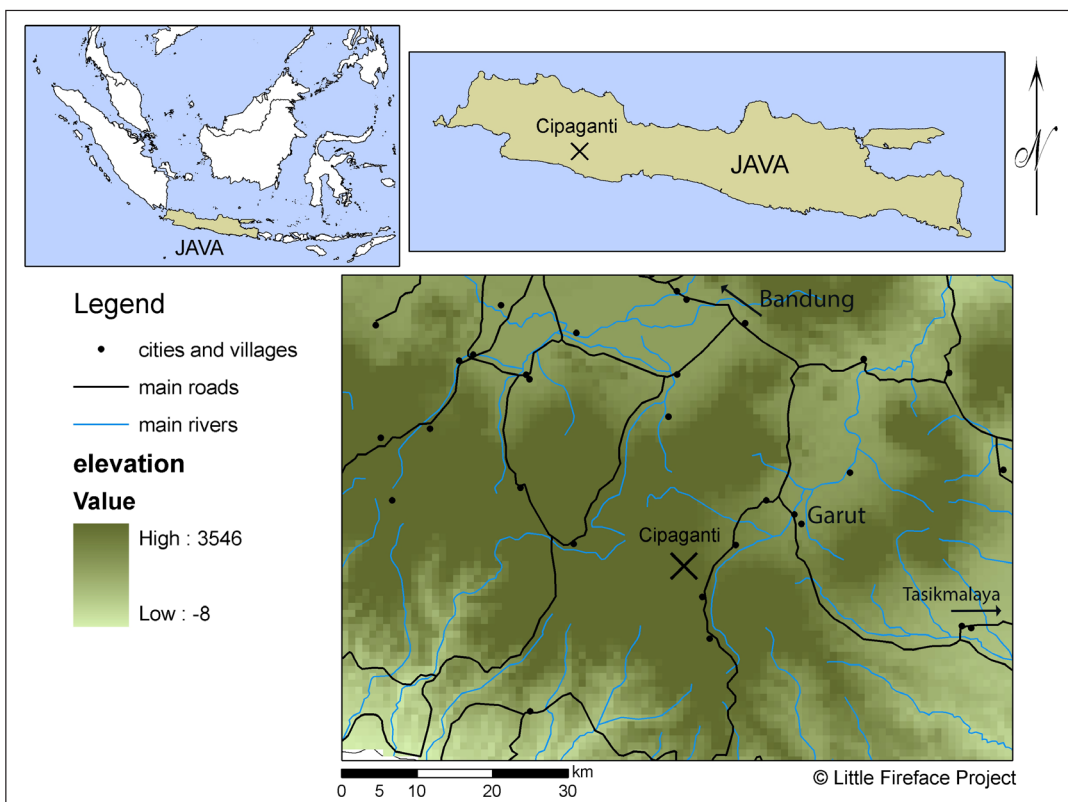 JAVA
Cipaganti
JAVA
N
Legend
cities and villages
main roads
main rivers
elevation
Value
High : 3546
Low : -8
Bandung
Garut
Cipaganti
Tasikmalaya
0 5 10 20 30
km
© Little Fireface Project